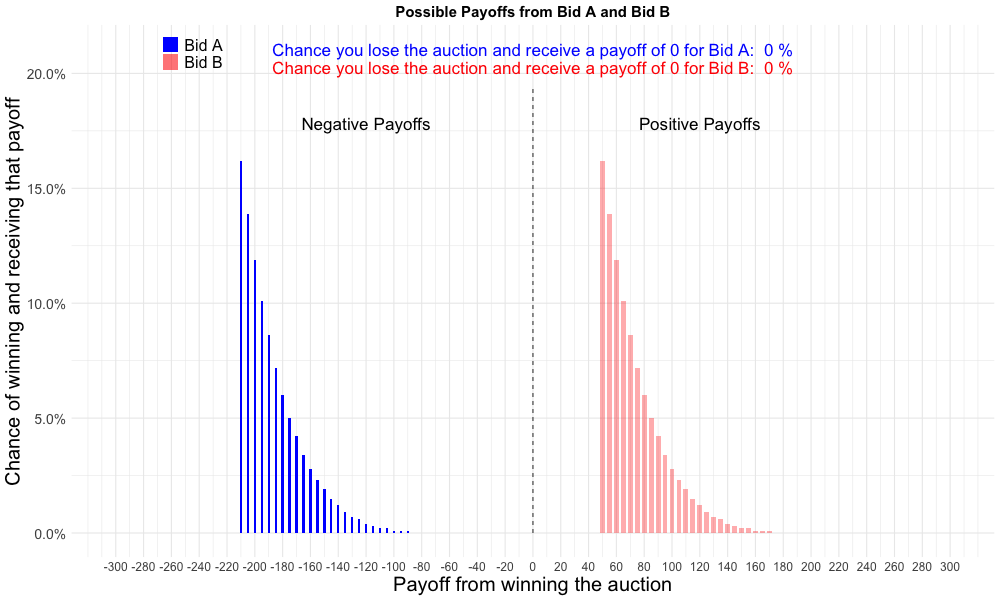 Possible Payoffs from Bid A and Bid B
Bid A
Bid B
Chance you lose the auction and receive a payoff of 0 for Bid A:  0 %
Chance you lose the auction and receive a payoff of 0 for Bid B:  0 %
Negative Payoffs
Positive Payoffs
Chance of winning and receiving that payoff
20.0%
15.0%
10.0%
5.0%
0.0%
-300 -280 -260 -240 -220 -200 -180 -160 -140 -120 -100 -80 -60 -40 -20 0 20 40 60 80 100 120 140 160 180 200 220 240 260 280 300
Payoff from winning the auction